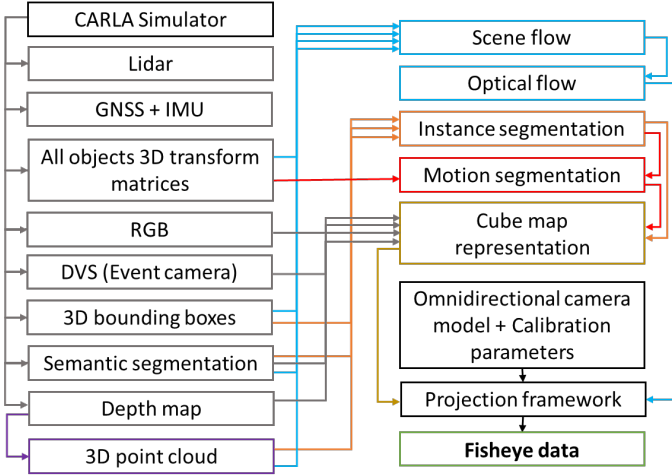 CARLA Simulator
Lidar
GNSS + IMU
All objects 3D transform
matrices
RGB
DVS (Event camera)
3D bounding boxes
Semantic segmentation
Depth map
3D point cloud
Scene flow
Optical flow
Instance segmentation
Motion segmentation
Cube map
representation
Omnidirectional camera
model + Calibration
parameters
Projection framework
Fisheye data